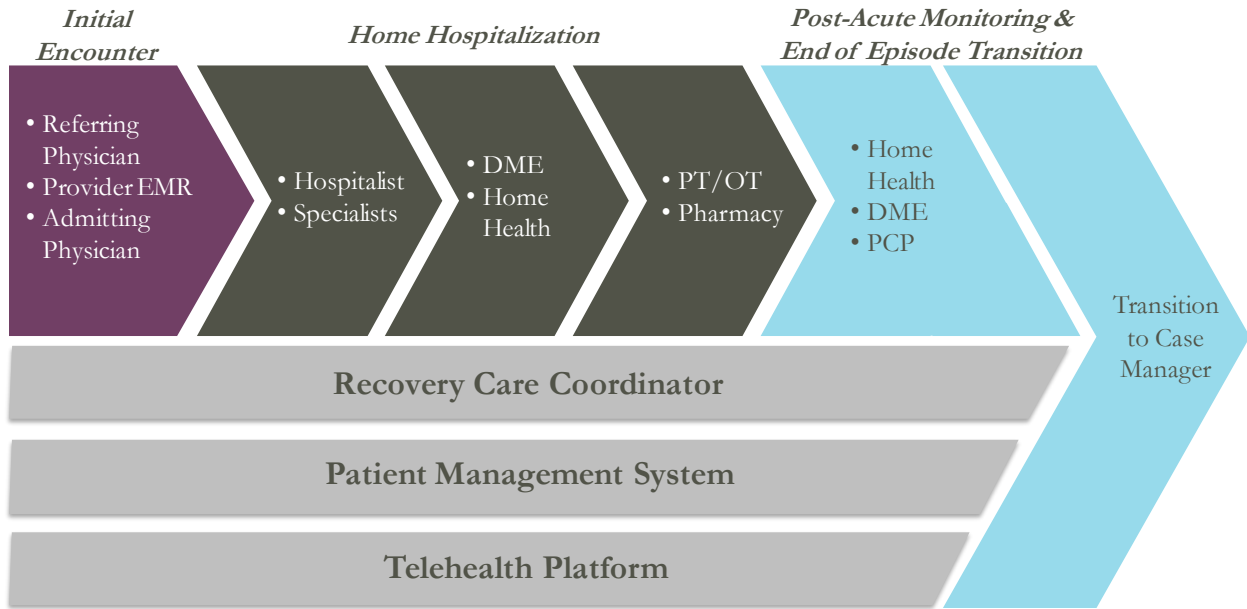 Initial
Encounter
Home Hospitalization
Post-Acute Monitoring &
End of Episode Transition
• Referring
Physician
• Provider EMR
• Admitting
Physician
• Hospitalist
• Specialists
• DME
• Home
Health
• PT/OT
• Pharmacy
• Home
Health
• DME
• PCP
Transition
to Case
Manager
Recovery Care Coordinator
Patient Management System
Telehealth Platform